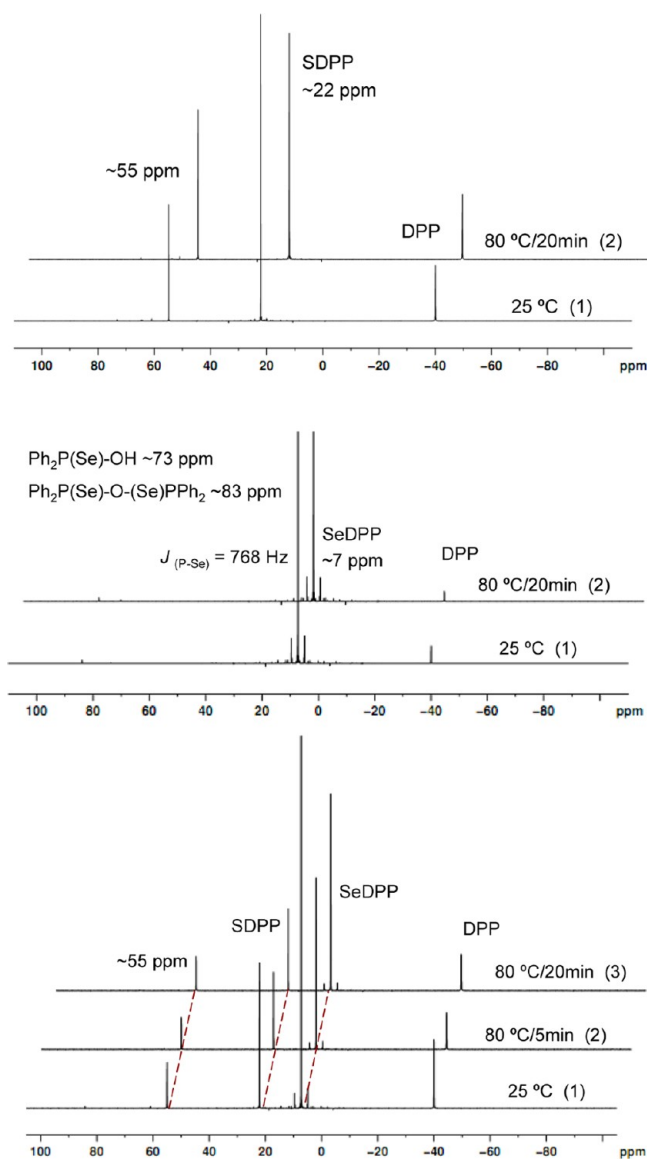 SDPP
~22 ppm
~55 ppm
DPP
80 ºC/20min (2)
25 ºC (1)
100 80 60 40 20 0 −20 −40 −60 −80 ppm
Ph₂P(Se)-OH ~73 ppm
Ph₂P(Se)-O-(Se)PPh₂ ~83 ppm
J (P-Se) = 768 Hz
SeDPP
~7 ppm
DPP
80 ºC/20min (2)
25 ºC (1)
100 80 60 40 20 0 −20 −40 −60 −80 ppm
SeDPP
SDPP
DPP
~55 ppm
80 ºC/20min (3)
80 ºC/5min (2)
25 ºC (1)
100 80 60 40 20 0 −20 −40 −60 −80 ppm